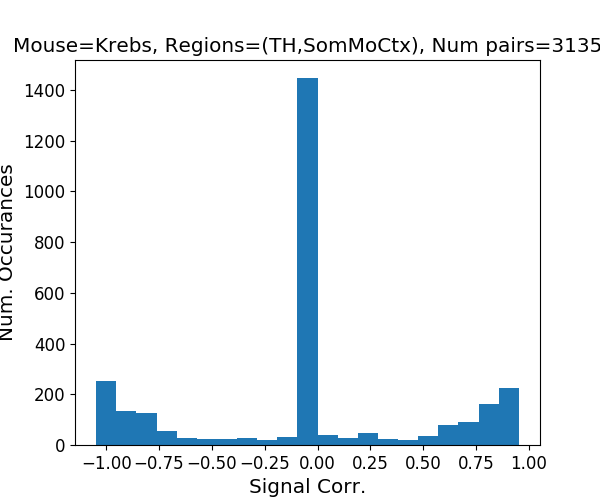 Mouse=Krebs, Regions=(TH,SomMoCtx), Num pairs=3135
1400
1200
1000
800
600
400
200
0
Num. Occurances
−1.00 −0.75 −0.50 −0.25 0.00 0.25 0.50 0.75 1.00
Signal Corr.